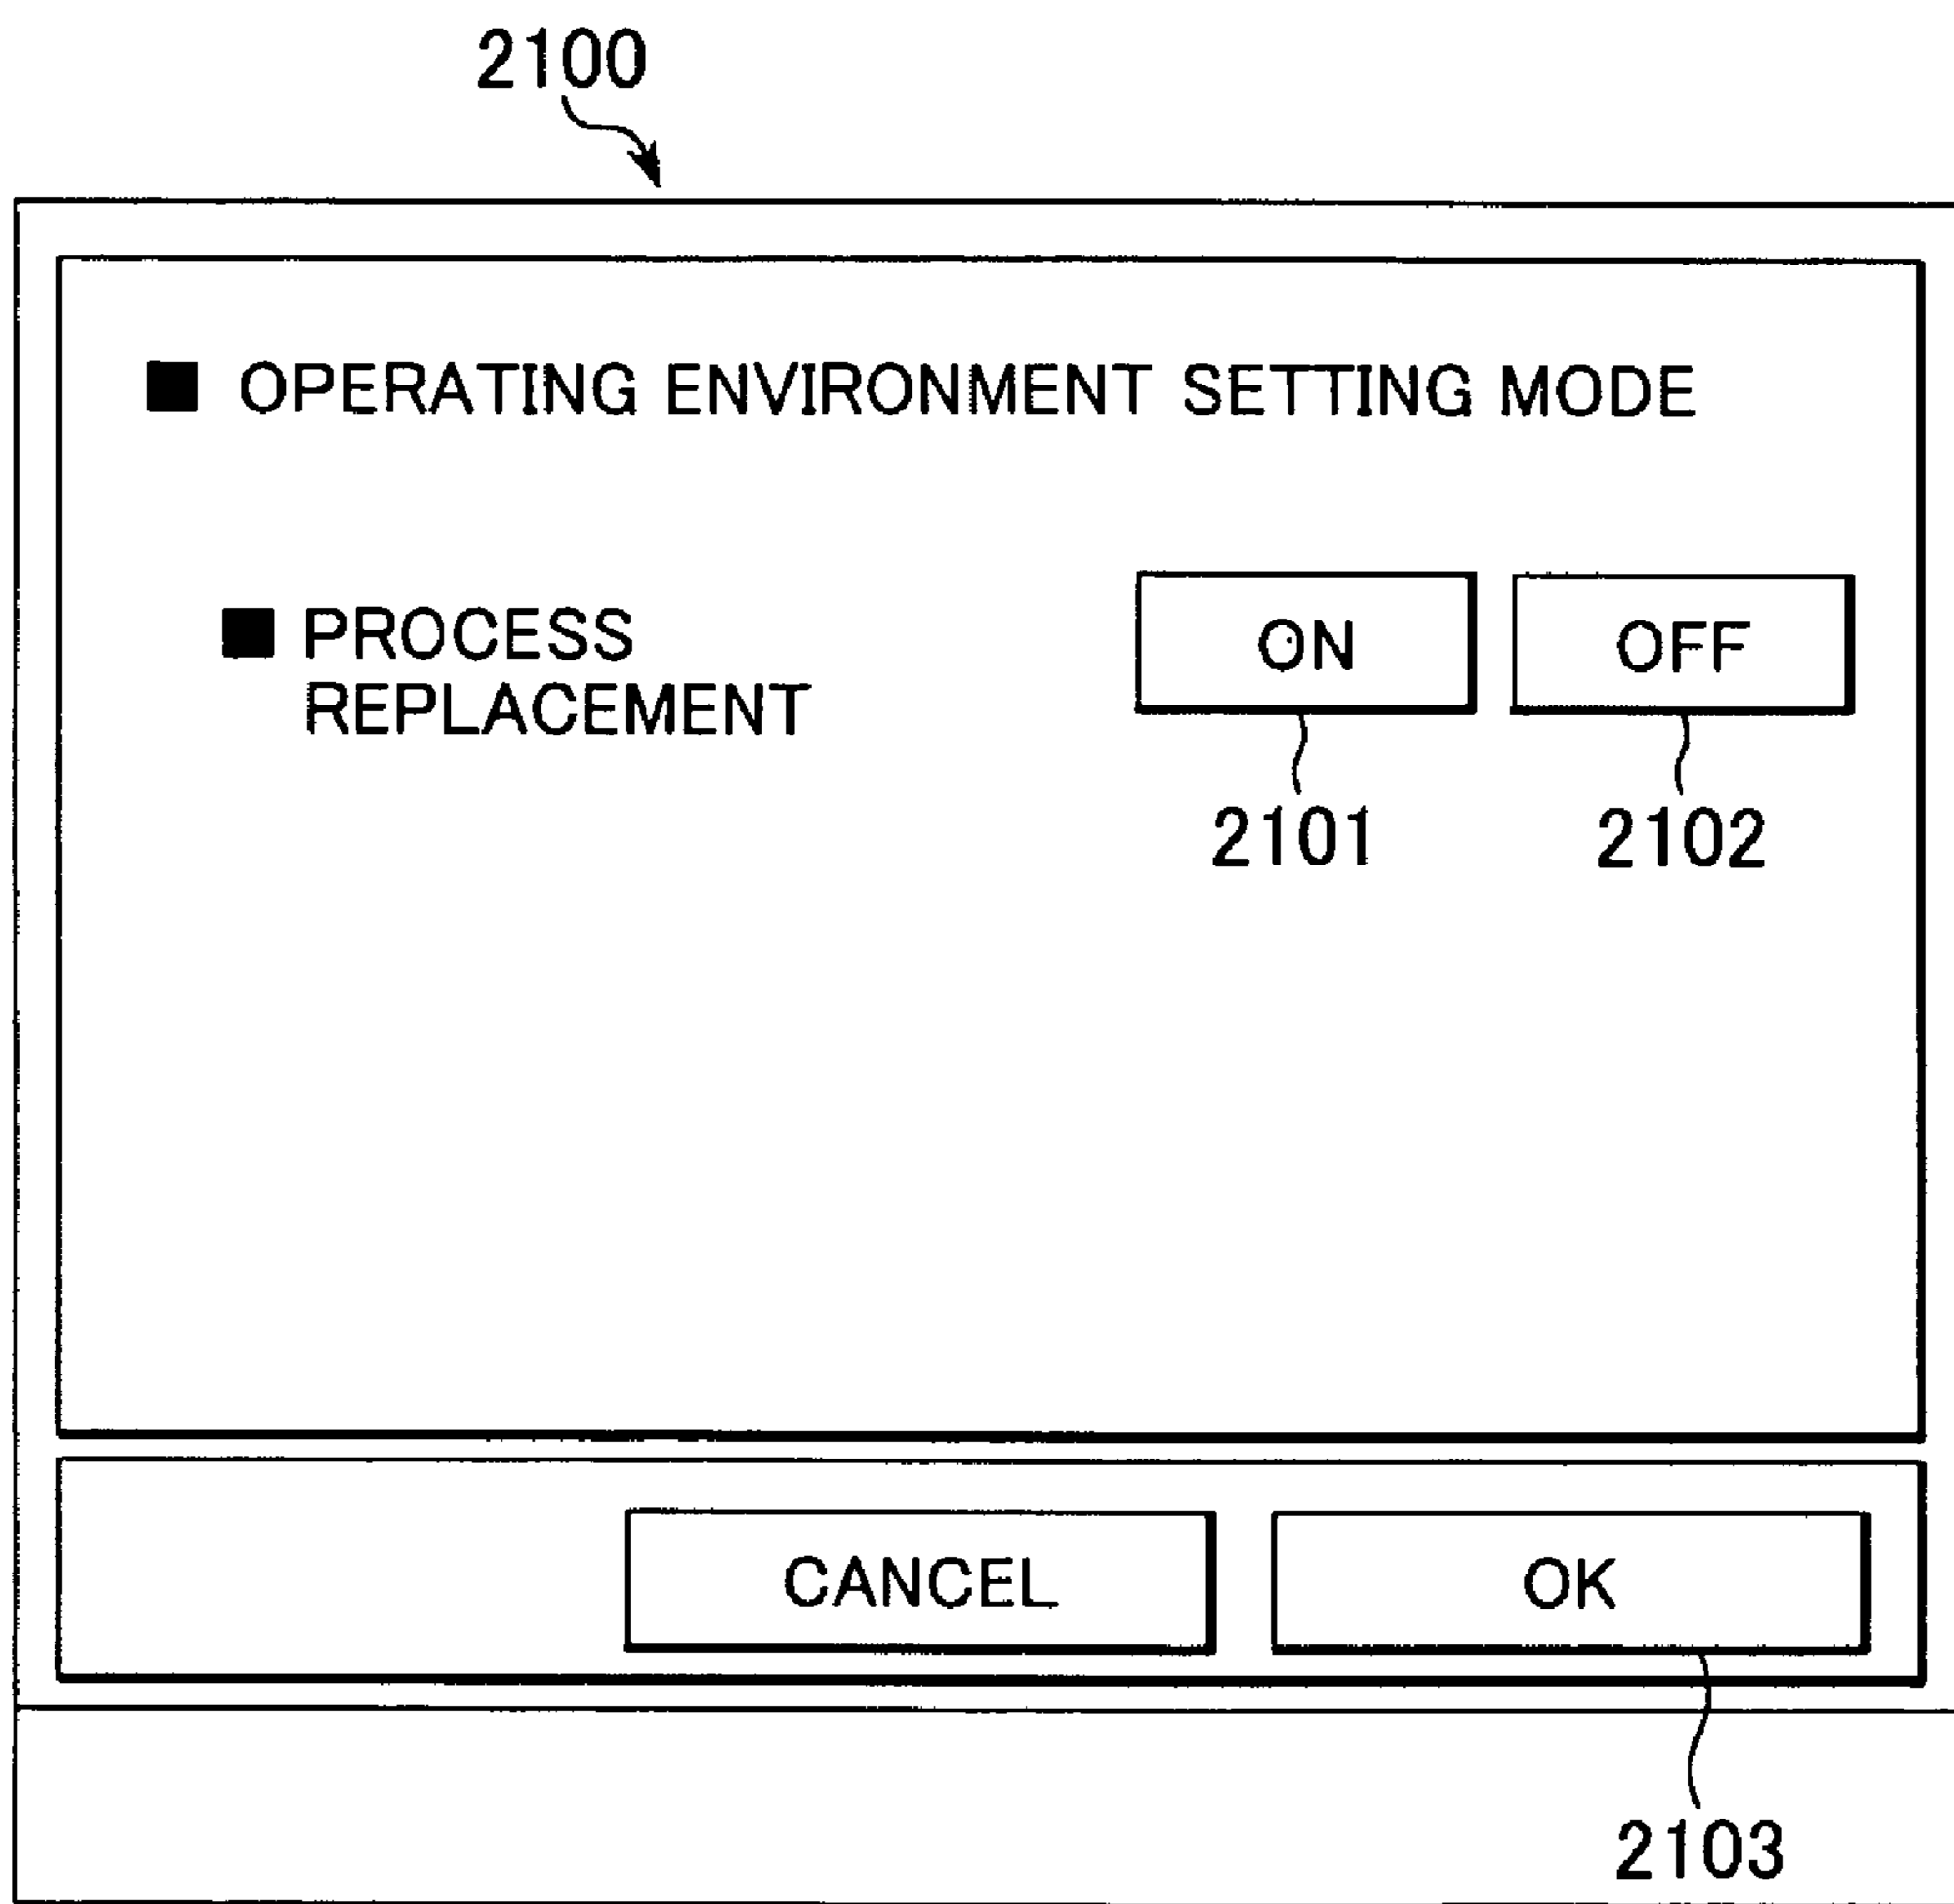 2100
■ OPERATING ENVIRONMENT SETTING MODE
■ PROCESS
REPLACEMENT
ON
OFF
2101
2102
CANCEL
OK
2103